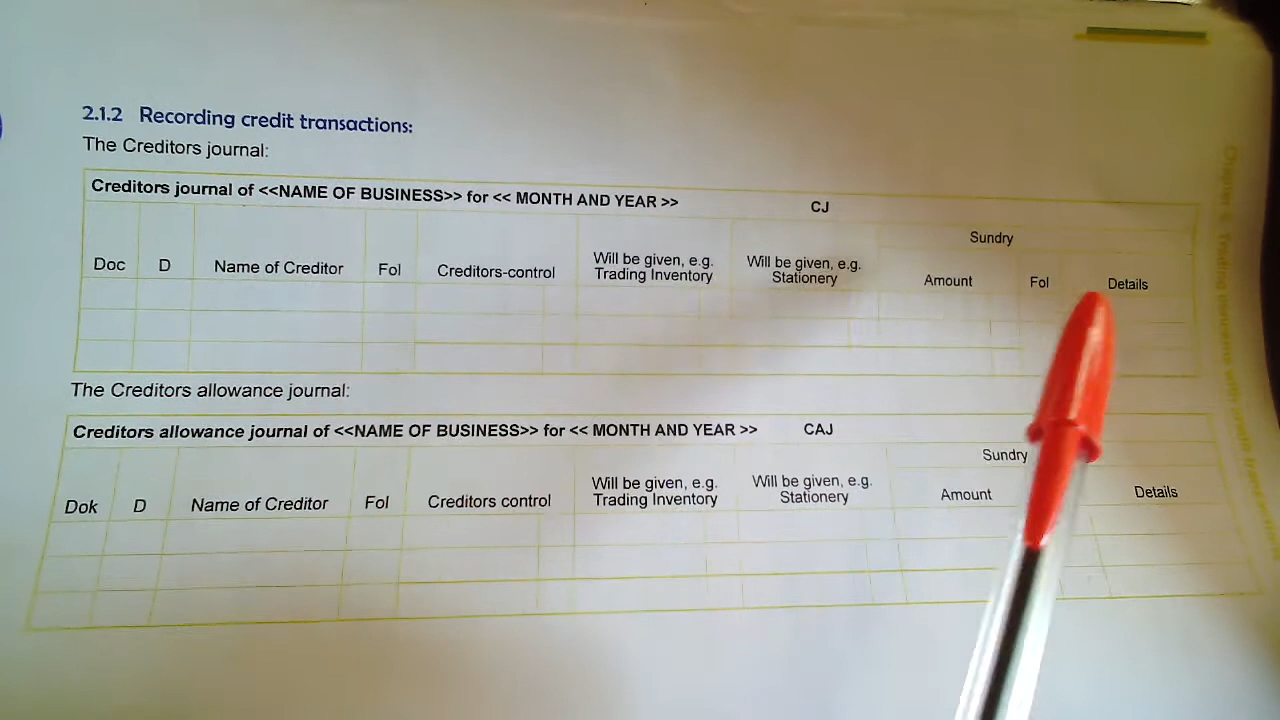 2.1.2 Recording credit transactions:
The Creditors journal:
Creditors journal of <<NAME OF BUSINESS>> for << MONTH AND YEAR >> CJ
Sundry
Doc D Name of Creditor Fol Creditors-control Will be given, e.g. Trading Inventory Will be given, e.g. Stationery Amount Fol Details
The Creditors allowance journal:
Creditors allowance journal of <<NAME OF BUSINESS>> for << MONTH AND YEAR >> CAJ
Sundry
Dok D Name of Creditor Fol Creditors control Will be given, e.g. Trading Inventory Will be given, e.g. Stationery Amount Details